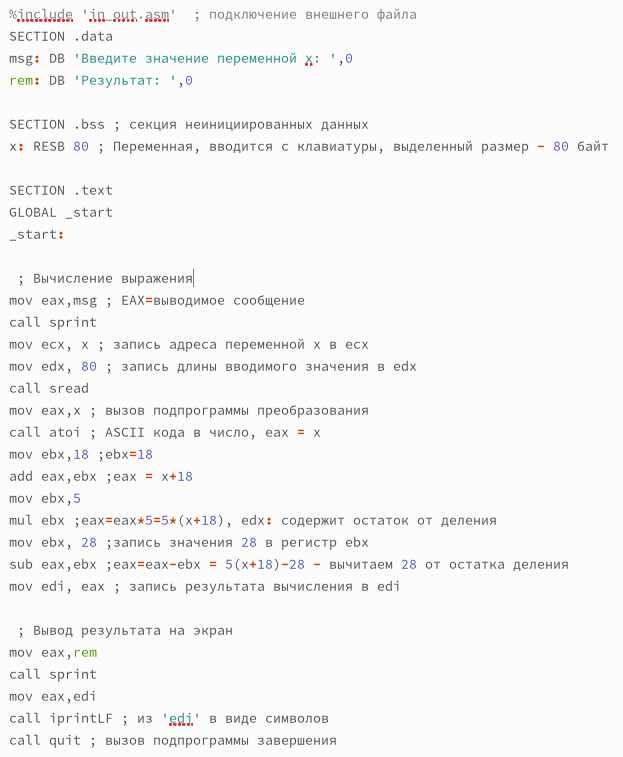 %include 'in_out.asm'  ; подключение внешнего файла
SECTION .data
msg: DB 'Введите значение переменной x: ',0
rem: DB 'Результат: ',0
SECTION .bss ; секция неинициированных данных
x: RESB 80 ; Переменная, вводится с клавиатуры, выделенный размер - 80 байт
SECTION .text
GLOBAL _start
_start:
; Вычисление выражения
mov eax,msg ; EAX=выводимое сообщение
call sprint
mov ecx, x ; запись адреса переменной x в ecx
mov edx, 80 ; запись длины вводимого значения в edx
call sread
mov eax,x ; вызов подпрограммы преобразования
call atoi ; ASCII кода в число, eax = x
mov ebx,18 ;ebx=18
add eax,ebx ;eax = x+18
mov ebx,5
mul ebx ;eax=eax*5=5*(x+18), edx: содержит остаток от деления
mov ebx, 28 ;запись значения 28 в регистр ebx
sub eax,ebx ;eax=eax-ebx = 5(x+18)-28 - вычитаем 28 от остатка деления
mov edi, eax ; запись результата вычисления в edi
; Вывод результата на экран
mov eax,rem
call sprint
mov eax,edi
call iprintLF ; из 'edi' в виде символов
call quit ; вызов подпрограммы завершения